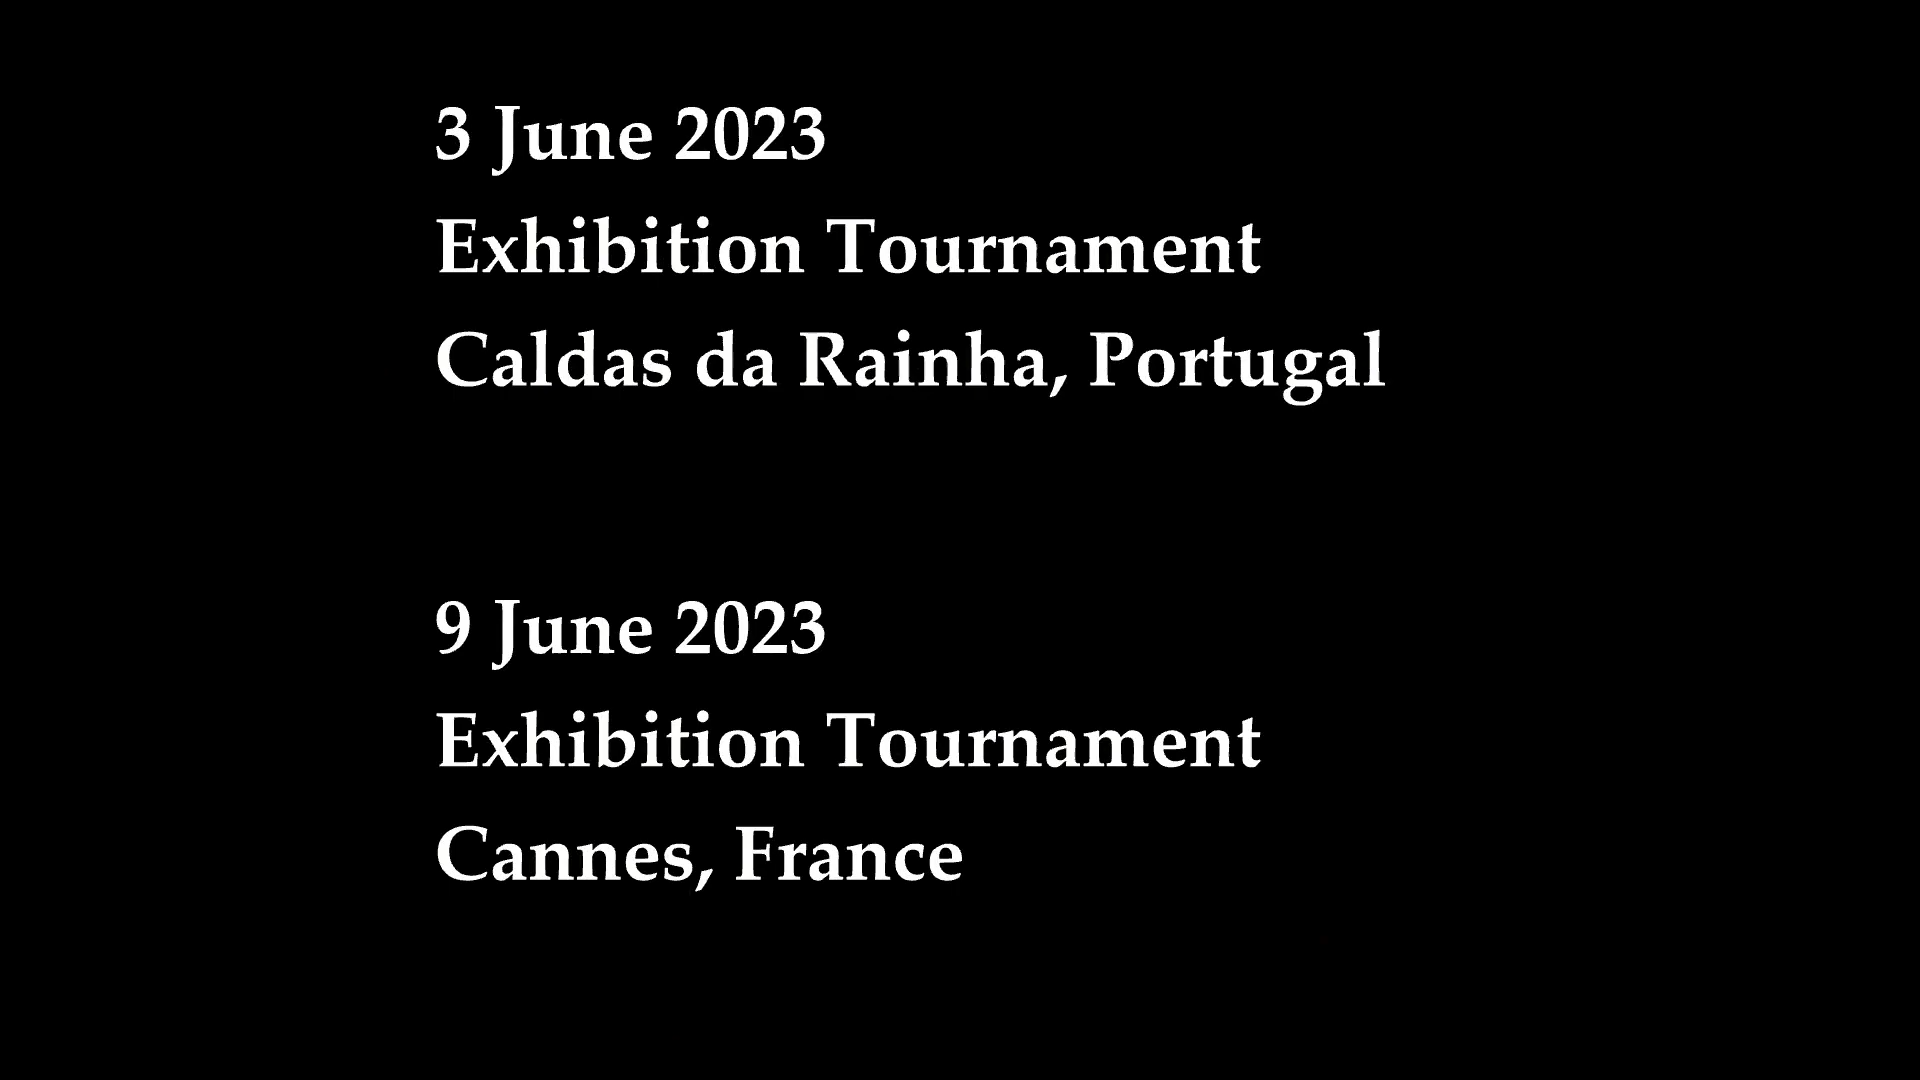 3 June 2023
Exhibition Tournament
Caldas da Rainha, Portugal
9 June 2023
Exhibition Tournament
Cannes, France